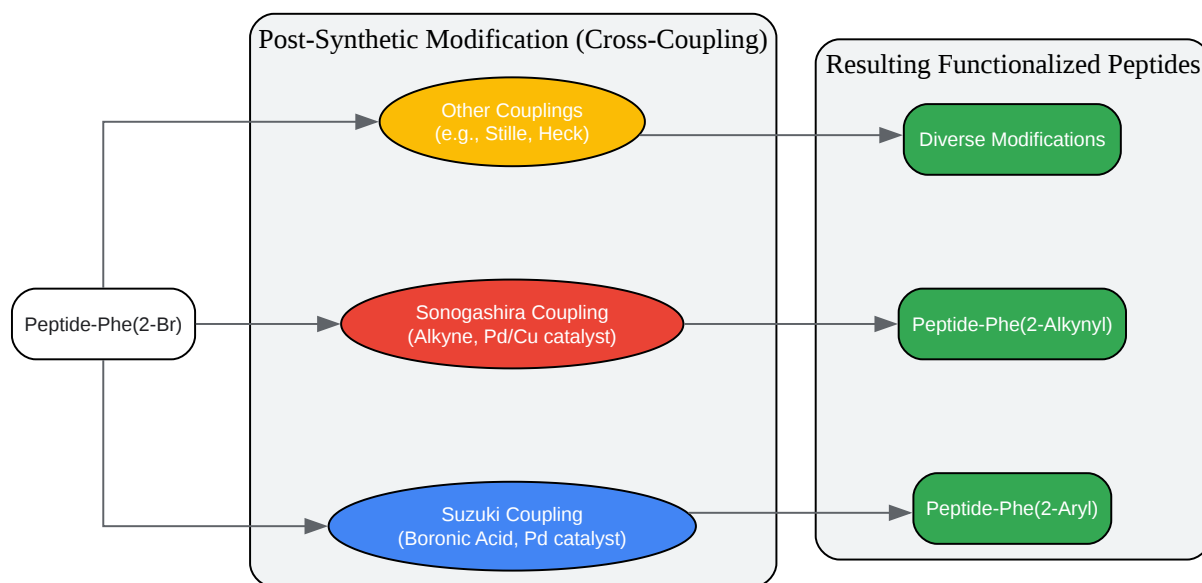 Post-Synthetic Modification (Cross-Coupling)
Resulting Functionalized Peptides
Other Couplings
(e.g., Stille, Heck)
Diverse Modifications
Peptide-Phe(2-Br)
Sonogashira Coupling
(Alkyne, Pd/Cu catalyst)
Peptide-Phe(2-Alkynyl)
Suzuki Coupling
(Boronic Acid, Pd catalyst)
Peptide-Phe(2-Aryl)